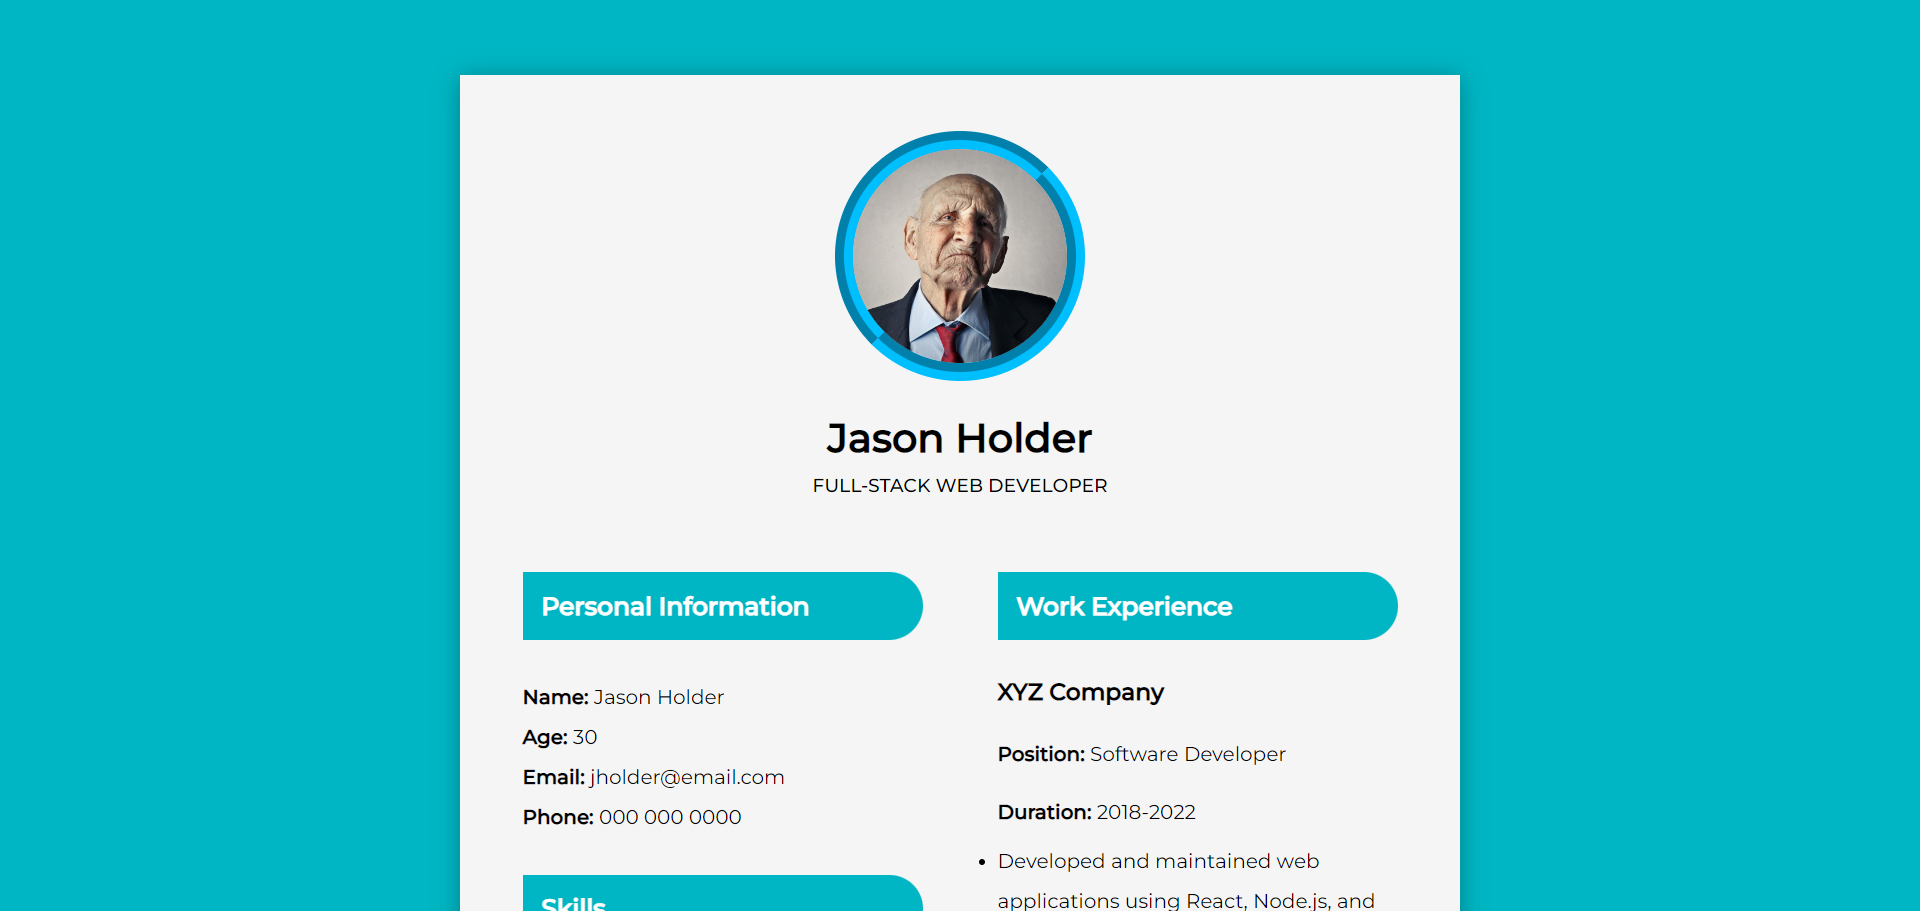 Jason Holder
FULL-STACK WEB DEVELOPER
Personal Information
Name: Jason Holder
Age: 30
Email: jholder@email.com
Phone: 000 000 0000
Skills
Work Experience
XYZ Company
Position: Software Developer
Duration: 2018-2022
• Developed and maintained web
applications using React, Node.js, and